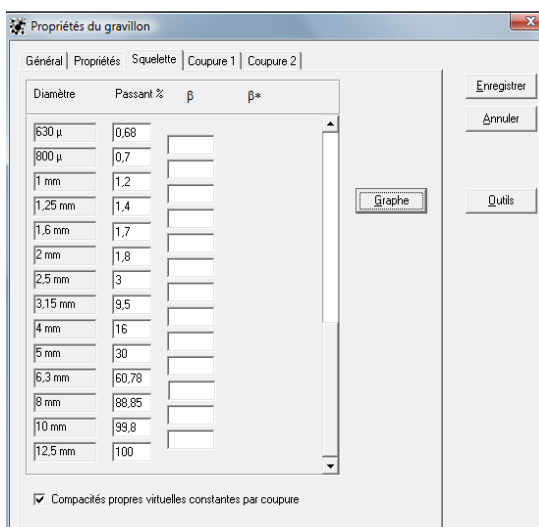 Propriétés du gravillon
Général Propriétés Squelette Coupure 1 Coupure 2
Diamètre Passant % β β*
630 µ 0,68
800 µ 0,7
1 mm 1,2
1,25 mm 1,4
1,6 mm 1,7
2 mm 1,8
2,5 mm 3
3,15 mm 9,5
4 mm 16
5 mm 30
6,3 mm 60,78
8 mm 88,85
10 mm 99,8
12,5 mm 100
Compacités propres virtuelles constantes par coupure
Graphe
Enregistrer
Annuler
Outils